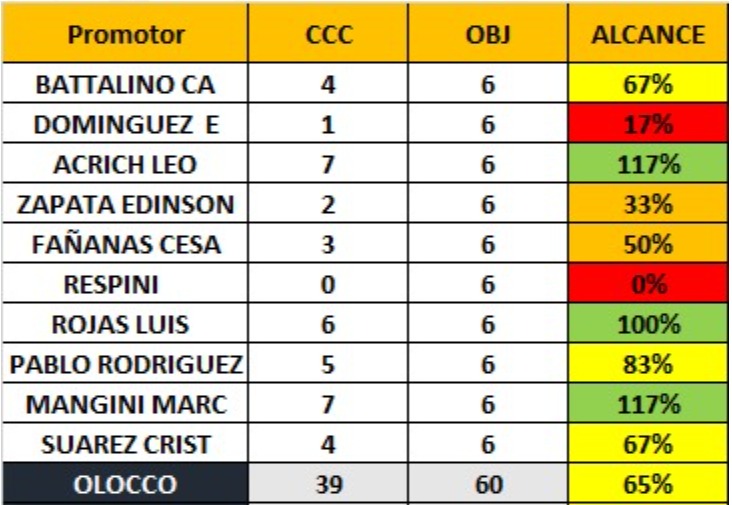 Promotor CCC OBJ ALCANCE
BATTALINO CA 4 6 67%
DOMINGUEZ E 1 6 17%
ACRICH LEO 7 6 117%
ZAPATA EDINSON 2 6 33%
FAÑANAS CESA 3 6 50%
RESPINI 0 6 0%
ROJAS LUIS 6 6 100%
PABLO RODRIGUEZ 5 6 83%
MANGINI MARC 7 6 117%
SUAREZ CRIST 4 6 67%
OLOCCO 39 60 65%